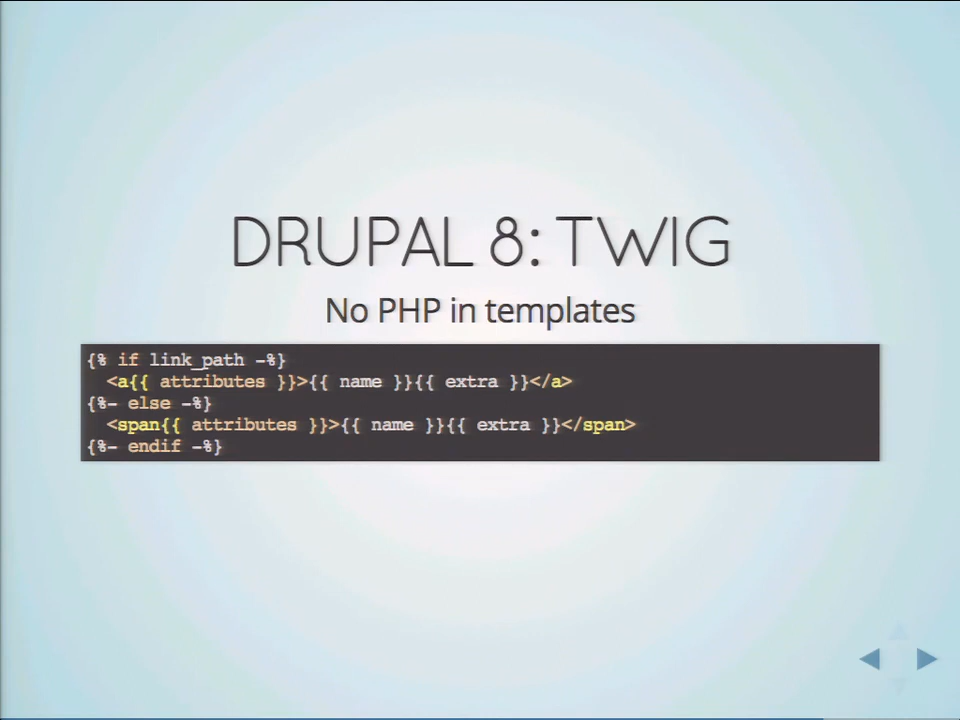 DRUPAL 8: TWIG
No PHP in templates
{% if link_path -%}
  <a{{ attributes }}>{{ name }}{{ extra }}</a>
{%- else -%}
  <span{{ attributes }}>{{ name }}{{ extra }}</span>
{%- endif -%}